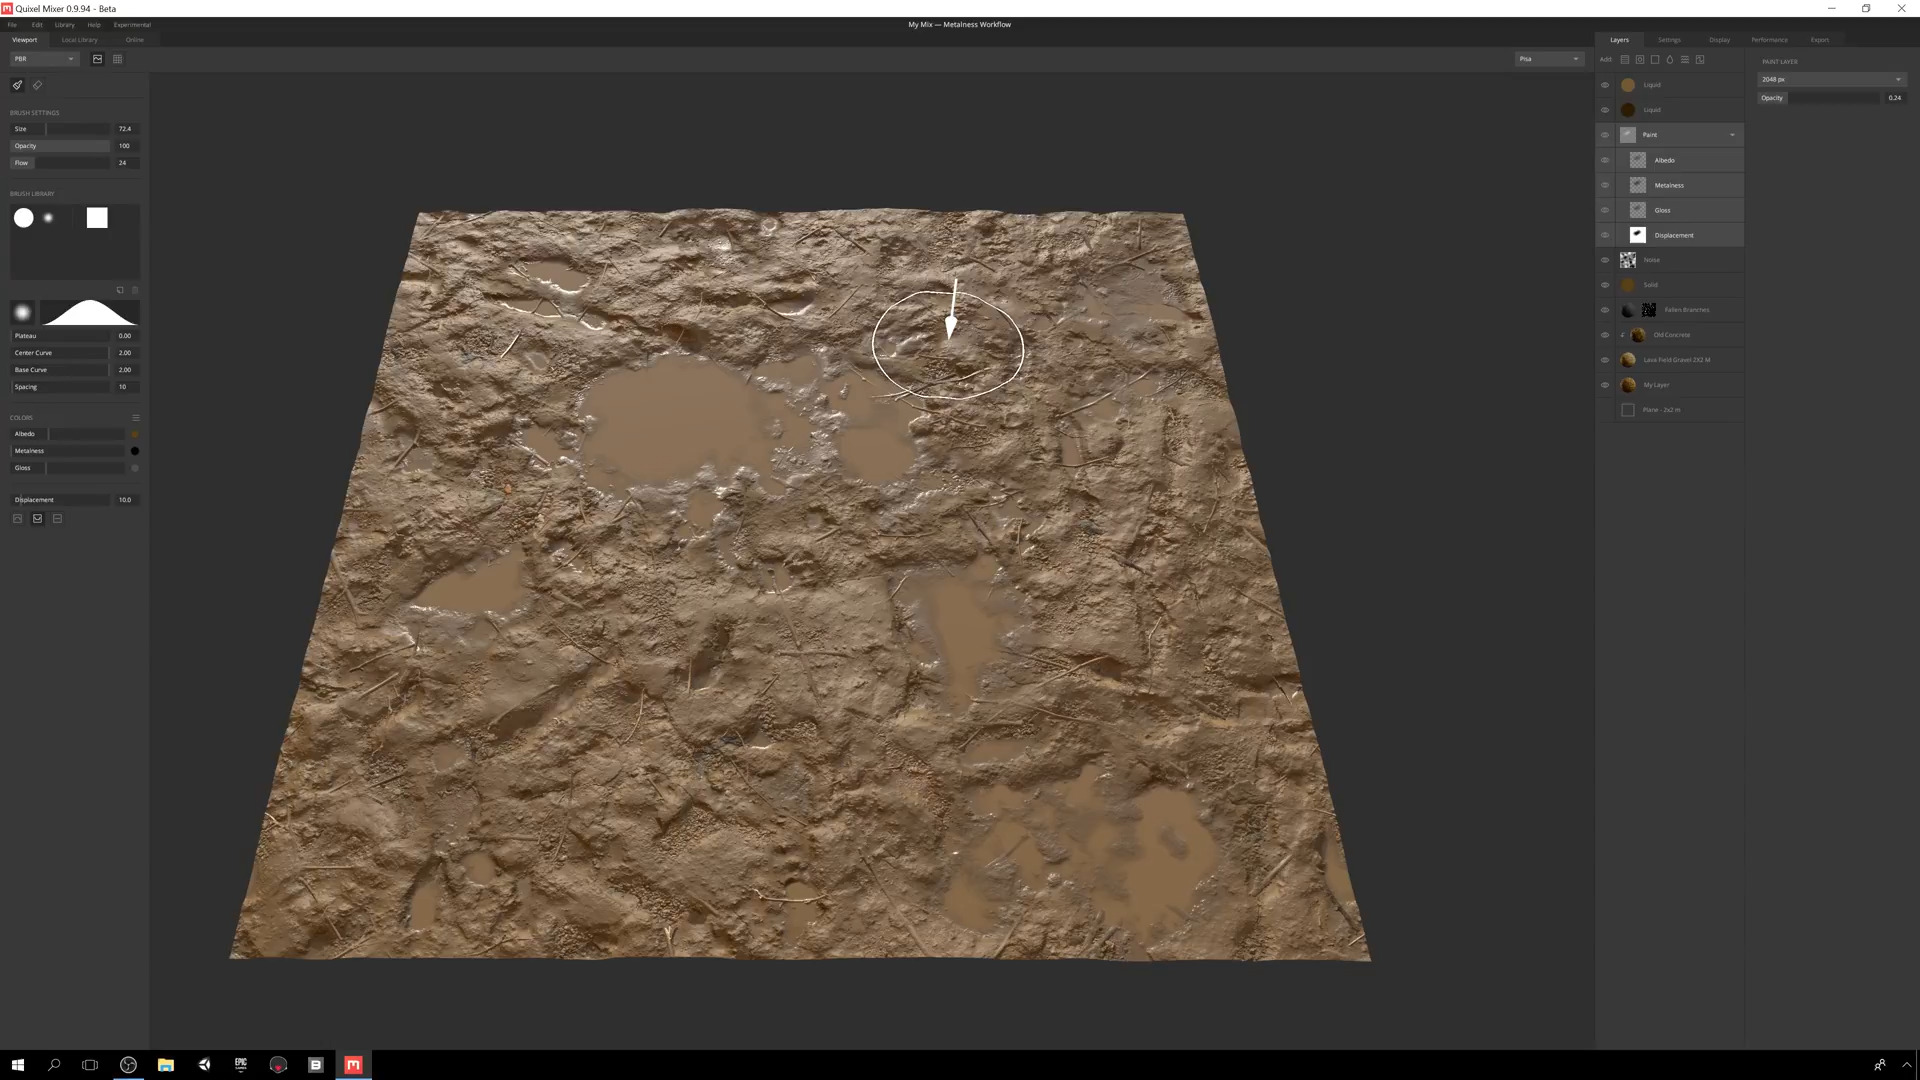 Quixel Mixer 0.9.94 - Beta
File Edit Library Help Experimental
My Mix — Metalness Workflow
Viewport Local Library Online
Layers Settings Display Performance Export
PBR
Pisa
Add:
PAINT LAYER
2048 px
Opacity 0.24
BRUSH SETTINGS
Size 72.4
Opacity 100
Flow 24
BRUSH LIBRARY
Plateau 0.00
Center Curve 2.00
Base Curve 2.00
Spacing 10
COLORS
Albedo
Metalness
Gloss
Displacement 10.0
Liquid
Liquid
Paint
Albedo
Metalness
Gloss
Displacement
Noise
Solid
Fallen Branches
Old Concrete
Lava Field Gravel 2X2 M
My Layer
Plane - 2x2 m
EPIC
GAMES
B
M